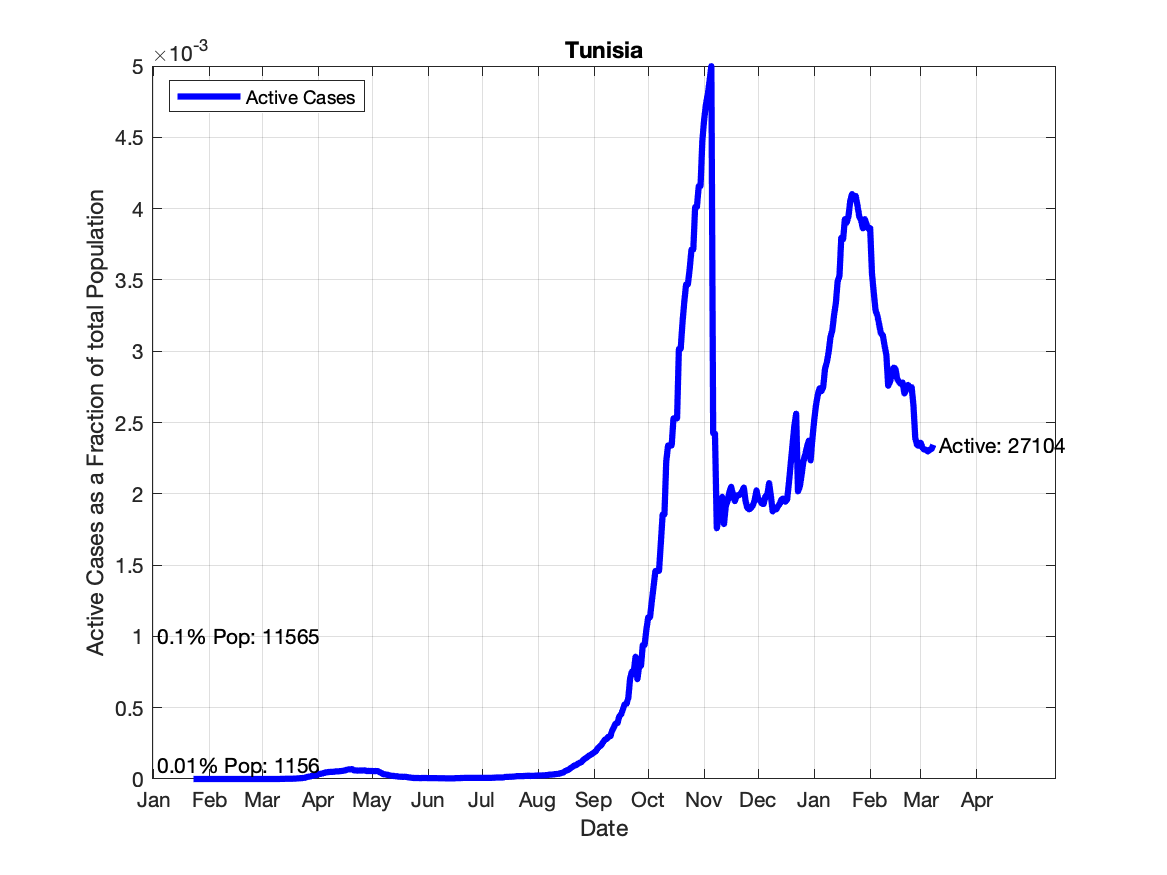 Tunisia
×10-3
Active Cases
5
4.5
4
3.5
3
2.5
2
1.5
1
0.5
0
Active Cases as a Fraction of total Population
Active: 27104
0.1% Pop: 11565
0.01% Pop: 1156
Jan Feb Mar Apr May Jun Jul Aug Sep Oct Nov Dec Jan Feb Mar Apr
Date